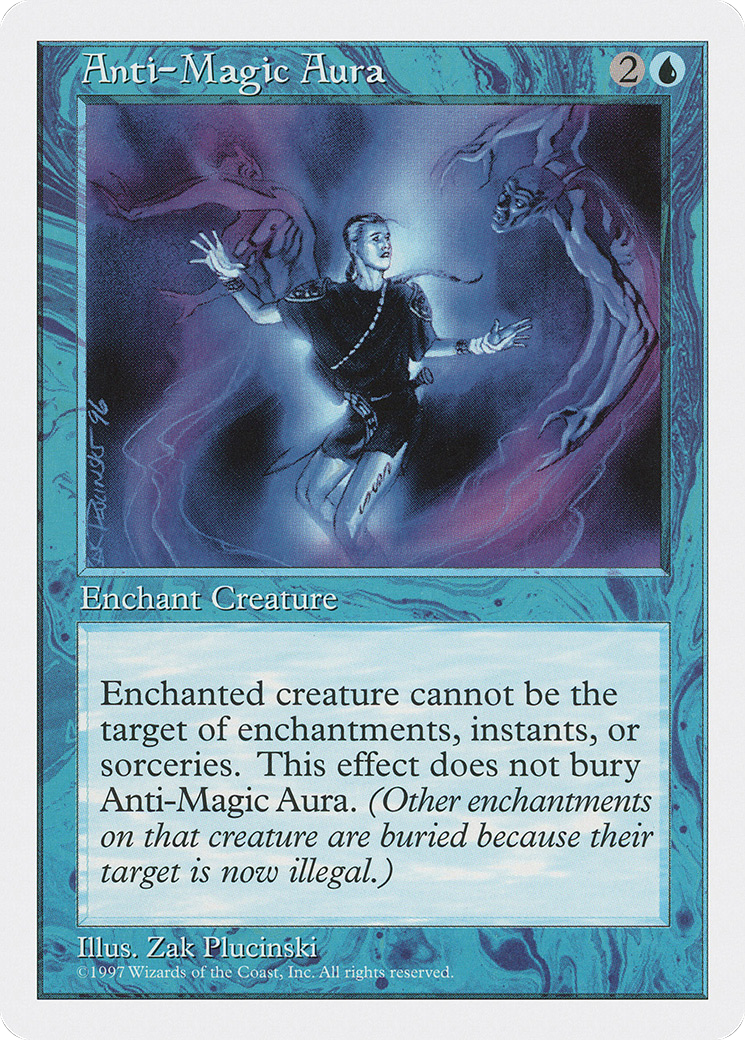 Anti-Magic Aura
2
Plucinski 96
Enchant Creature
Enchanted creature cannot be the
target of enchantments, instants, or
sorceries. This effect does not bury
Anti-Magic Aura. (Other enchantments
on that creature are buried because their
target is now illegal.)
Illus. Zak Plucinski
©1997 Wizards of the Coast, Inc. All rights reserved.